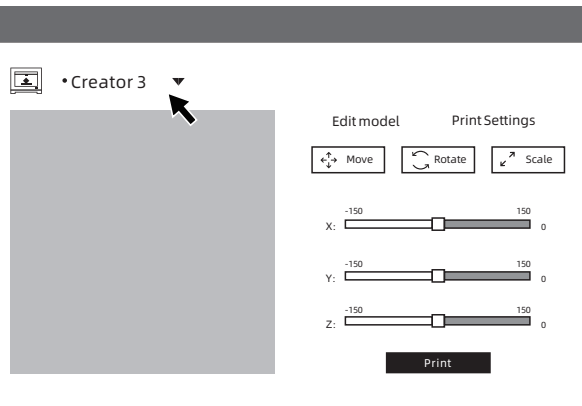 •Creator 3
Edit model Print Settings
Move Rotate Scale
-150 150
X: 0
-150 150
Y: 0
-150 150
Z: 0
Print